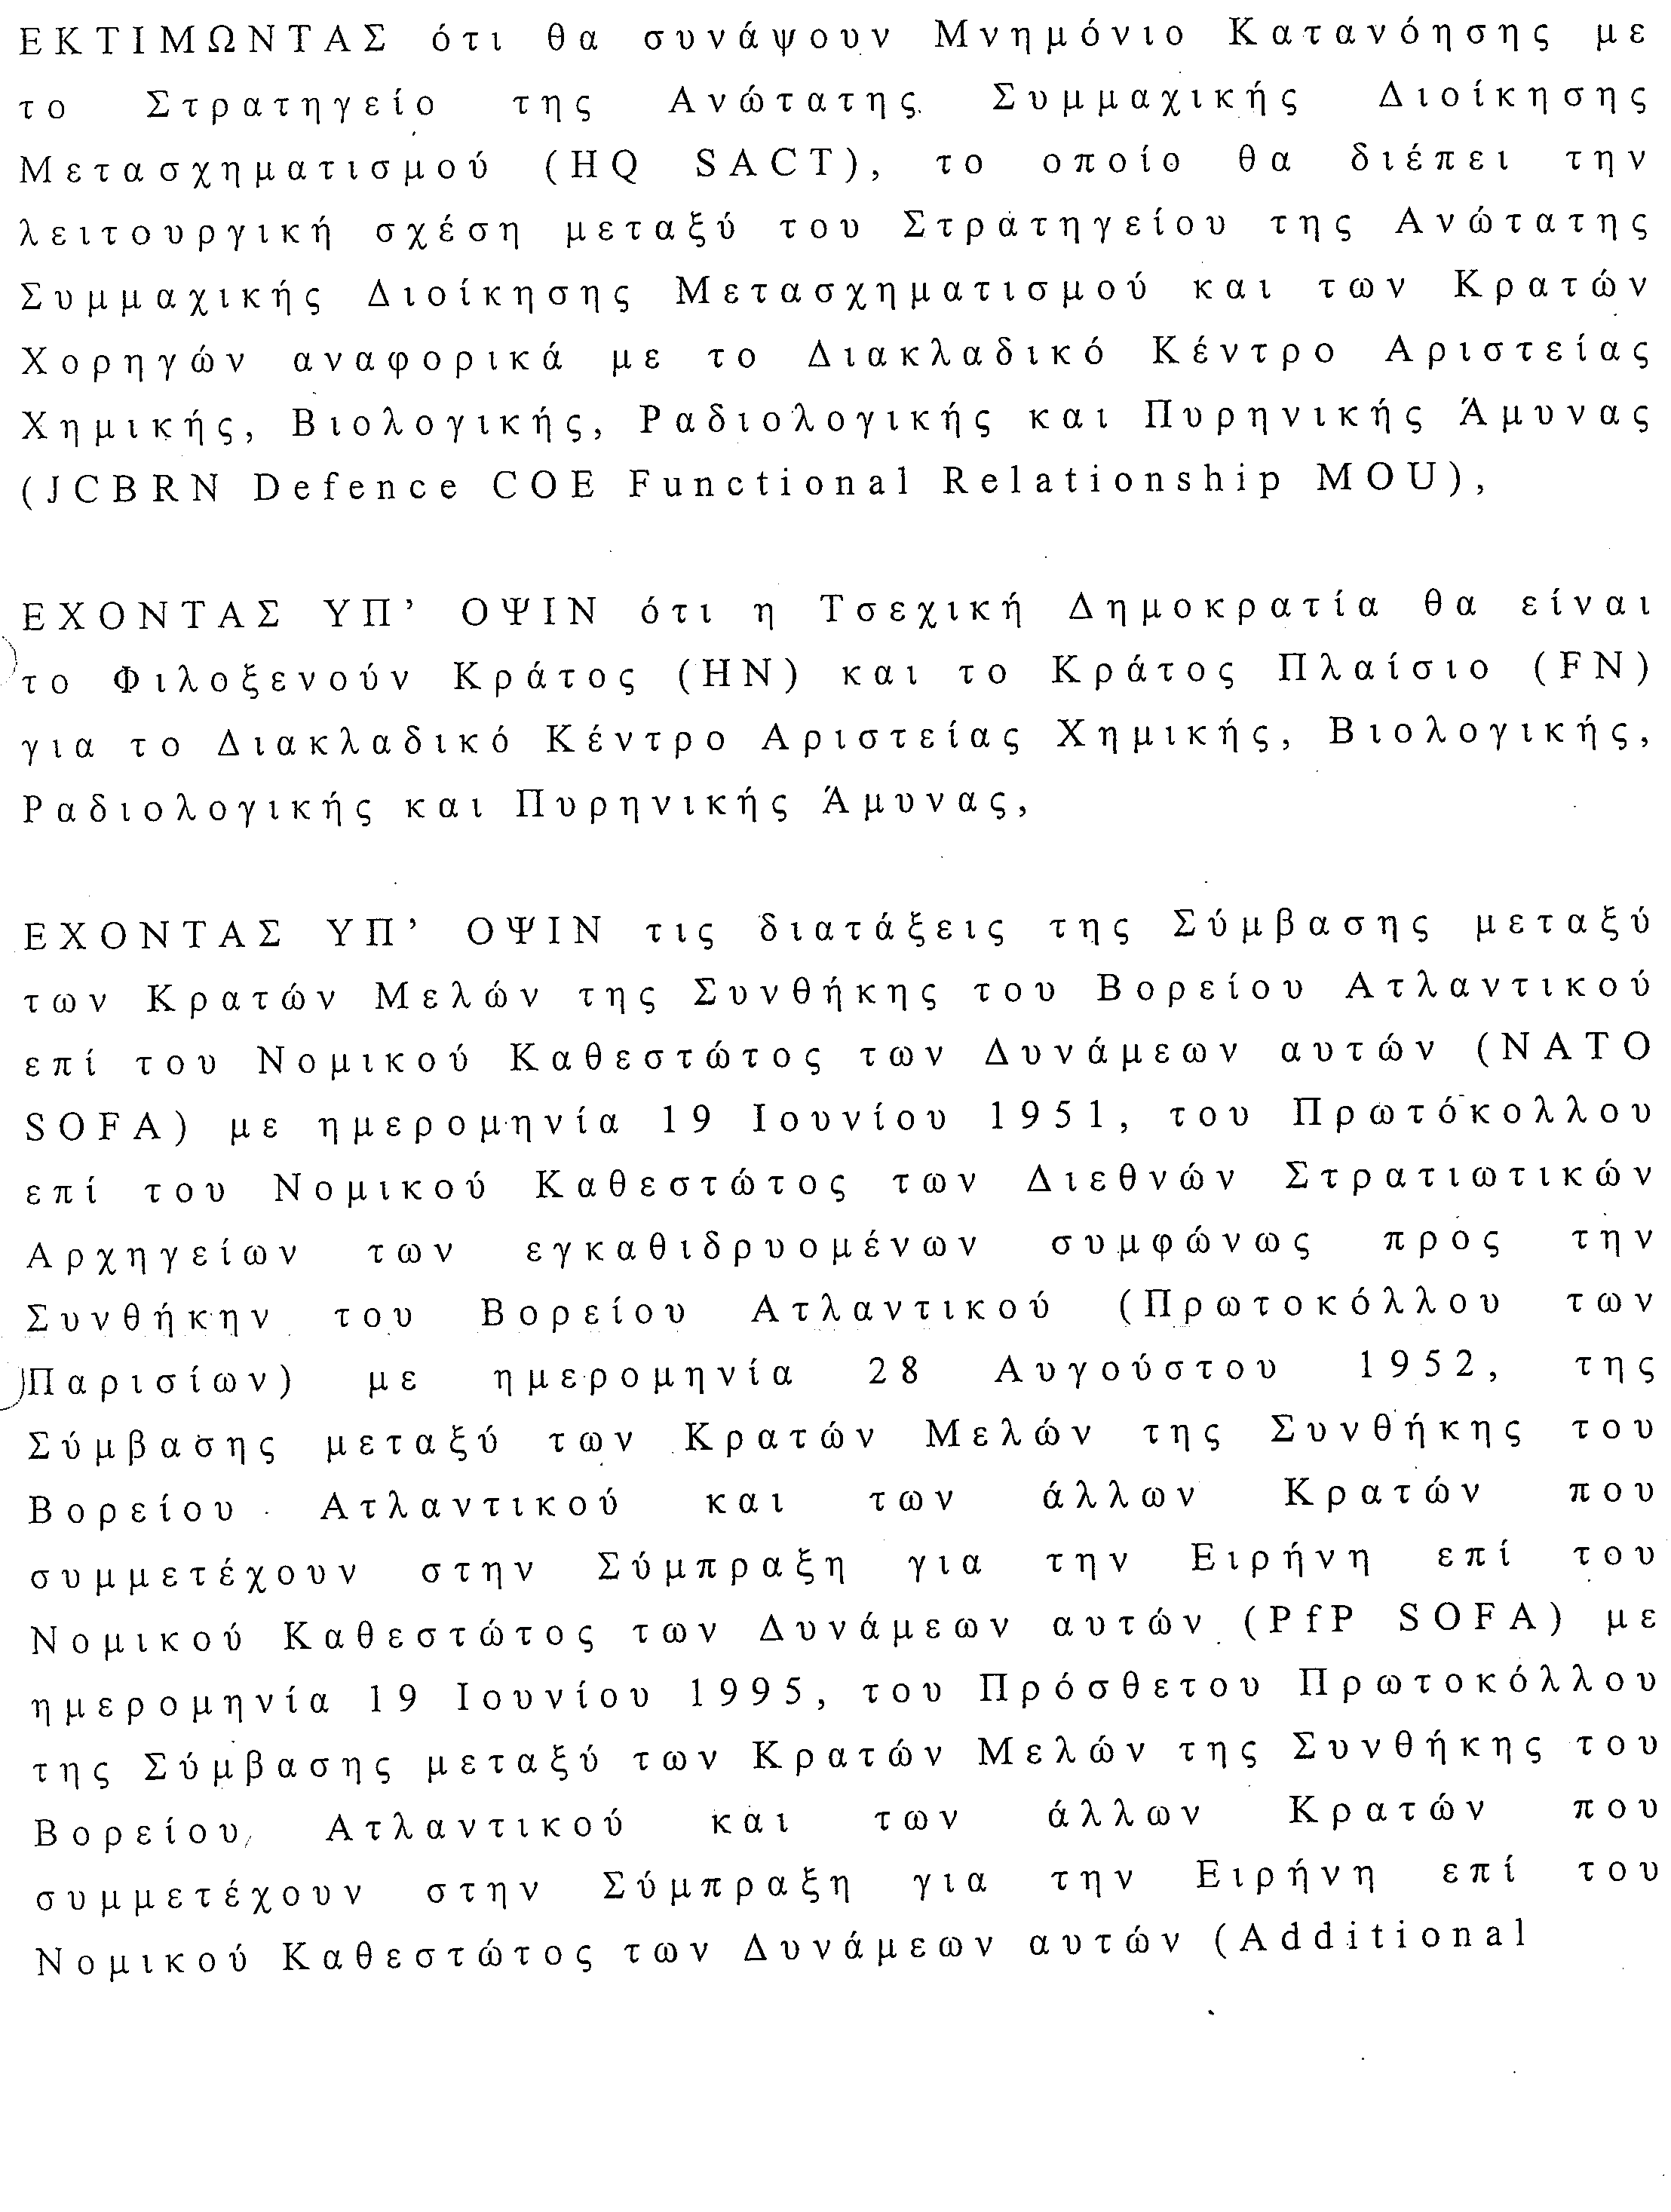 ΕΚΤΙΜΩΝΤΑΣ ότι θα συνάψουν Μνημόνιο Κατανόησης με
το Στρατηγείο της Ανώτατης Συμμαχικής Διοίκησης
Μετασχηματισμού (HQ SACT), το οποίο θα διέπει την
λειτουργική σχέση μεταξύ του Στρατηγείου της Ανώτατης
Συμμαχικής Διοίκησης Μετασχηματισμού και των Κρατών
Χορηγών αναφορικά με το Διακλαδικό Κέντρο Αριστείας
Χημικής, Βιολογικής, Ραδιολογικής και Πυρηνικής Άμυνας
(JCBRN Defence COE Functional Relationship MOU),
ΕΧΟΝΤΑΣ ΥΠ’ ΟΨΙΝ ότι η Τσεχική Δημοκρατία θα είναι
το Φιλοξενούν Κράτος (HN) και το Κράτος Πλαίσιο (FN)
για το Διακλαδικό Κέντρο Αριστείας Χημικής, Βιολογικής,
Ραδιολογικής και Πυρηνικής Άμυνας,
ΕΧΟΝΤΑΣ ΥΠ’ ΟΨΙΝ τις διατάξεις της Σύμβασης μεταξύ
των Κρατών Μελών της Συνθήκης του Βορείου Ατλαντικού
επί του Νομικού Καθεστώτος των Δυνάμεων αυτών (NATO
SOFA) με ημερομηνία 19 Ιουνίου 1951, του Πρωτόκολλου
επί του Νομικού Καθεστώτος των Διεθνών Στρατιωτικών
Αρχηγείων των εγκαθιδρυομένων συμφώνως προς την
Συνθήκην του Βορείου Ατλαντικού (Πρωτοκόλλου των
Παρισίων) με ημερομηνία 28 Αυγούστου 1952, της
Σύμβασης μεταξύ των Κρατών Μελών της Συνθήκης του
Βορείου Ατλαντικού και των άλλων Κρατών που
συμμετέχουν στην Σύμπραξη για την Ειρήνη επί του
Νομικού Καθεστώτος των Δυνάμεων αυτών (PfP SOFA) με
ημερομηνία 19 Ιουνίου 1995, του Πρόσθετου Πρωτοκόλλου
της Σύμβασης μεταξύ των Κρατών Μελών της Συνθήκης του
Βορείου Ατλαντικού και των άλλων Κρατών που
συμμετέχουν στην Σύμπραξη για την Ειρήνη επί του
Νομικού Καθεστώτος των Δυνάμεων αυτών (Additional